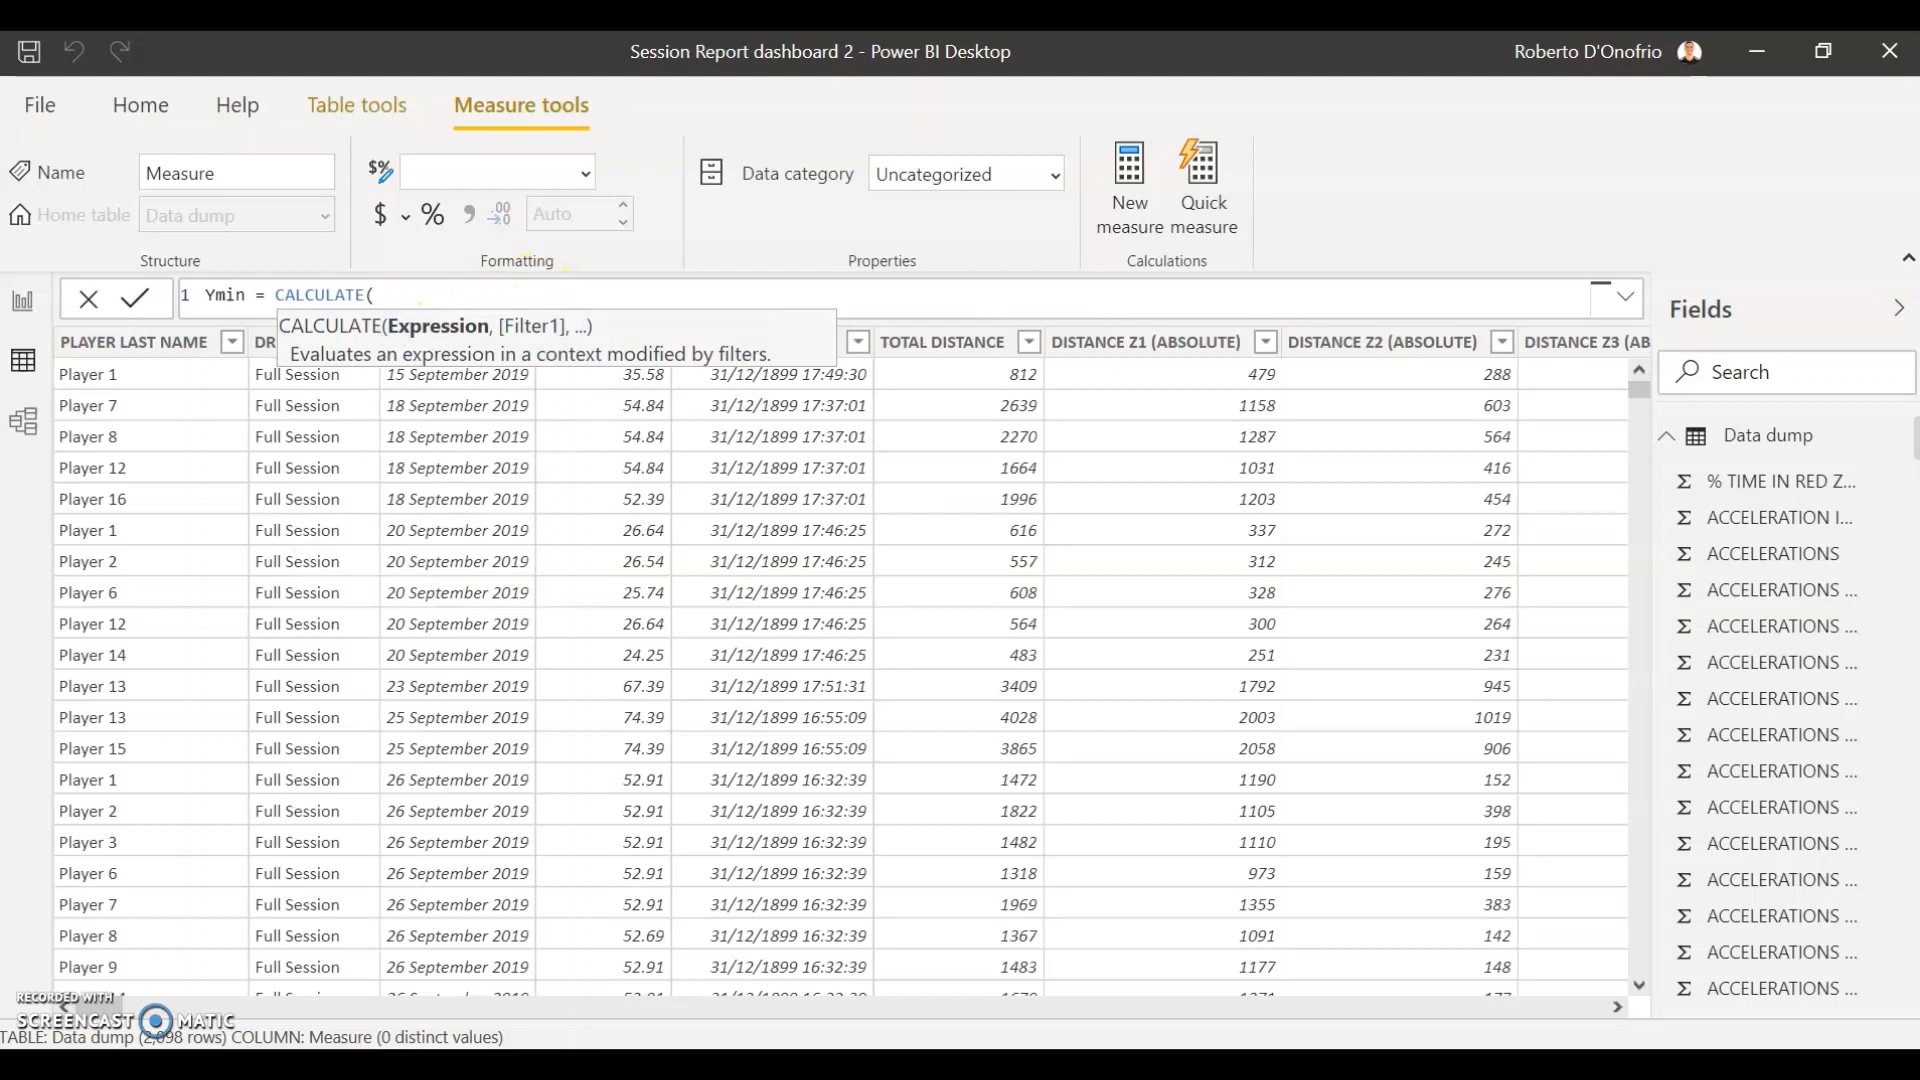 Session Report dashboard 2 - Power BI Desktop
Roberto D'Onofrio
File Home Help Table tools Measure tools
Name Measure
Home table Data dump
Structure
$%
$ % , .00 Auto
Formatting
Data category Uncategorized
Properties
New measure
Quick measure
Calculations
1 Ymin = CALCULATE(
CALCULATE(Expression, [Filter1], ...)
Evaluates an expression in a context modified by filters.
PLAYER LAST NAME DR TOTAL DISTANCE DISTANCE Z1 (ABSOLUTE) DISTANCE Z2 (ABSOLUTE) DISTANCE Z3 (AB
Player 1 Full Session 15 September 2019 35.58 31/12/1899 17:49:30 812 479 288
Player 7 Full Session 18 September 2019 54.84 31/12/1899 17:37:01 2639 1158 603
Player 8 Full Session 18 September 2019 54.84 31/12/1899 17:37:01 2270 1287 564
Player 12 Full Session 18 September 2019 54.84 31/12/1899 17:37:01 1664 1031 416
Player 16 Full Session 18 September 2019 52.39 31/12/1899 17:37:01 1996 1203 454
Player 1 Full Session 20 September 2019 26.64 31/12/1899 17:46:25 616 337 272
Player 2 Full Session 20 September 2019 26.54 31/12/1899 17:46:25 557 312 245
Player 6 Full Session 20 September 2019 25.74 31/12/1899 17:46:25 608 328 276
Player 12 Full Session 20 September 2019 26.64 31/12/1899 17:46:25 564 300 264
Player 14 Full Session 20 September 2019 24.25 31/12/1899 17:46:25 483 251 231
Player 13 Full Session 23 September 2019 67.39 31/12/1899 17:51:31 3409 1792 945
Player 13 Full Session 25 September 2019 74.39 31/12/1899 16:55:09 4028 2003 1019
Player 15 Full Session 25 September 2019 74.39 31/12/1899 16:55:09 3865 2058 906
Player 1 Full Session 26 September 2019 52.91 31/12/1899 16:32:39 1472 1190 152
Player 2 Full Session 26 September 2019 52.91 31/12/1899 16:32:39 1822 1105 398
Player 3 Full Session 26 September 2019 52.91 31/12/1899 16:32:39 1482 1110 195
Player 6 Full Session 26 September 2019 52.91 31/12/1899 16:32:39 1318 973 159
Player 7 Full Session 26 September 2019 52.91 31/12/1899 16:32:39 1969 1355 383
Player 8 Full Session 26 September 2019 52.69 31/12/1899 16:32:39 1367 1091 142
Player 9 Full Session 26 September 2019 52.91 31/12/1899 16:32:39 1483 1177 148
Fields
Search
Data dump
% TIME IN RED Z...
ACCELERATION I...
ACCELERATIONS
ACCELERATIONS ...
ACCELERATIONS ...
ACCELERATIONS ...
ACCELERATIONS ...
ACCELERATIONS ...
ACCELERATIONS ...
ACCELERATIONS ...
ACCELERATIONS ...
ACCELERATIONS ...
ACCELERATIONS ...
ACCELERATIONS ...
ACCELERATIONS ...
RECORDED WITH
SCREENCAST MATIC
TABLE: Data dump (2,098 rows) COLUMN: Measure (0 distinct values)